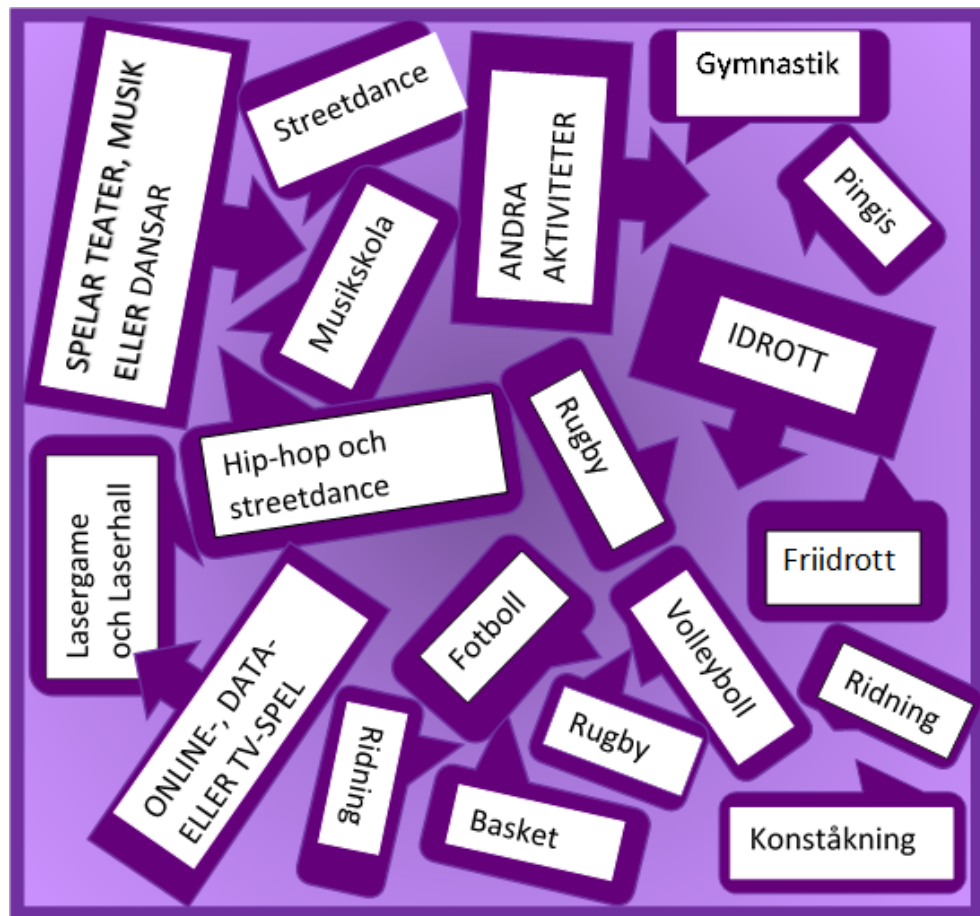 SPELAR TEATER, MUSIK
ELLER DANSAR
Streetdance
Musikskola
ANDRA
AKTIVITETER
Gymnastik
Pingis
IDROTT
Hip-hop och
streetdance
Rugby
Lasergame
och Laserhall
Friidrott
Fotboll
Volleyboll
ONLINE-, DATA-
ELLER TV-SPEL
Ridning
Rugby
Ridning
Basket
Konståkning